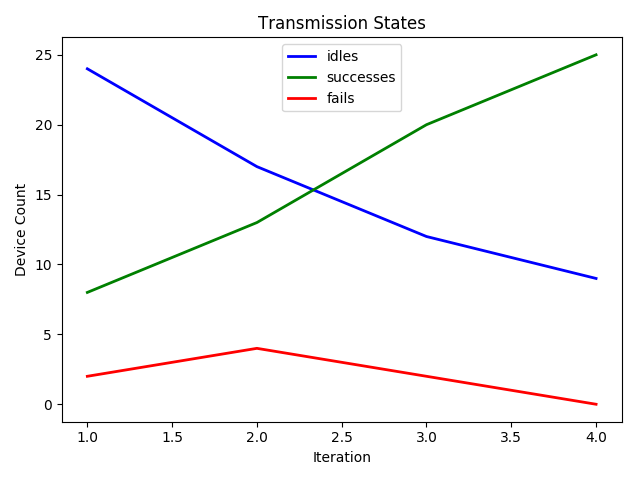 Transmission States
idles
successes
fails
Device Count
25
20
15
10
5
0
1.0 1.5 2.0 2.5 3.0 3.5 4.0
Iteration